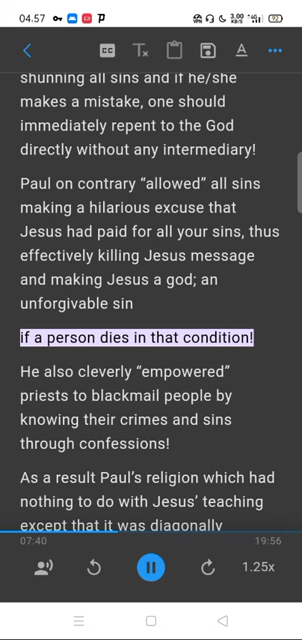 04.57
3,00 KB/S
92
CC
shunning all sins and if he/she
makes a mistake, one should
immediately repent to the God
directly without any intermediary!
Paul on contrary “allowed” all sins
making a hilarious excuse that
Jesus had paid for all your sins, thus
effectively killing Jesus message
and making Jesus a god; an
unforgivable sin
if a person dies in that condition!
He also cleverly “empowered”
priests to blackmail people by
knowing their crimes and sins
through confessions!
As a result Paul’s religion which had
nothing to do with Jesus’ teaching
except that it was diagonally
07:40
19:56
1.25x